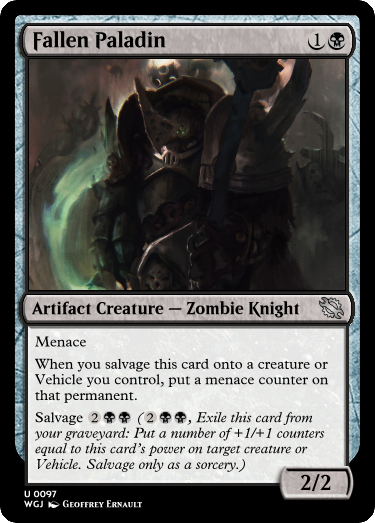 Fallen Paladin 1
Artifact Creature — Zombie Knight
Menace
When you salvage this card onto a creature or
Vehicle you control, put a menace counter on
that permanent.
Salvage 2 (2, Exile this card from
your graveyard: Put a number of +1/+1 counters
equal to this card's power on target creature or
Vehicle. Salvage only as a sorcery.)
2/2
U 0097
WGJ Geoffrey Ernault